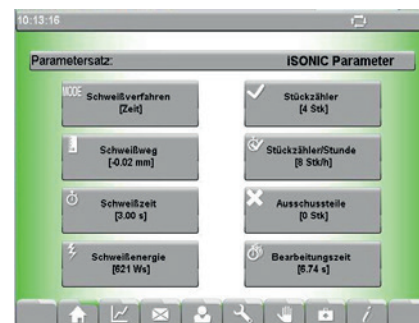 10:13:16
Parametersatz: iSONIC Parameter
MODE Schweißverfahren
[Zeit]
Stückzähler
[4 Stk]
Schweißweg
[-0.02 mm]
Stückzähler/Stunde
[8 Stk/h]
Schweißzeit
[3.00 s]
Ausschussteile
[0 Stk]
Schweißenergie
[621 Ws]
Bearbeitungszeit
[6.74 s]